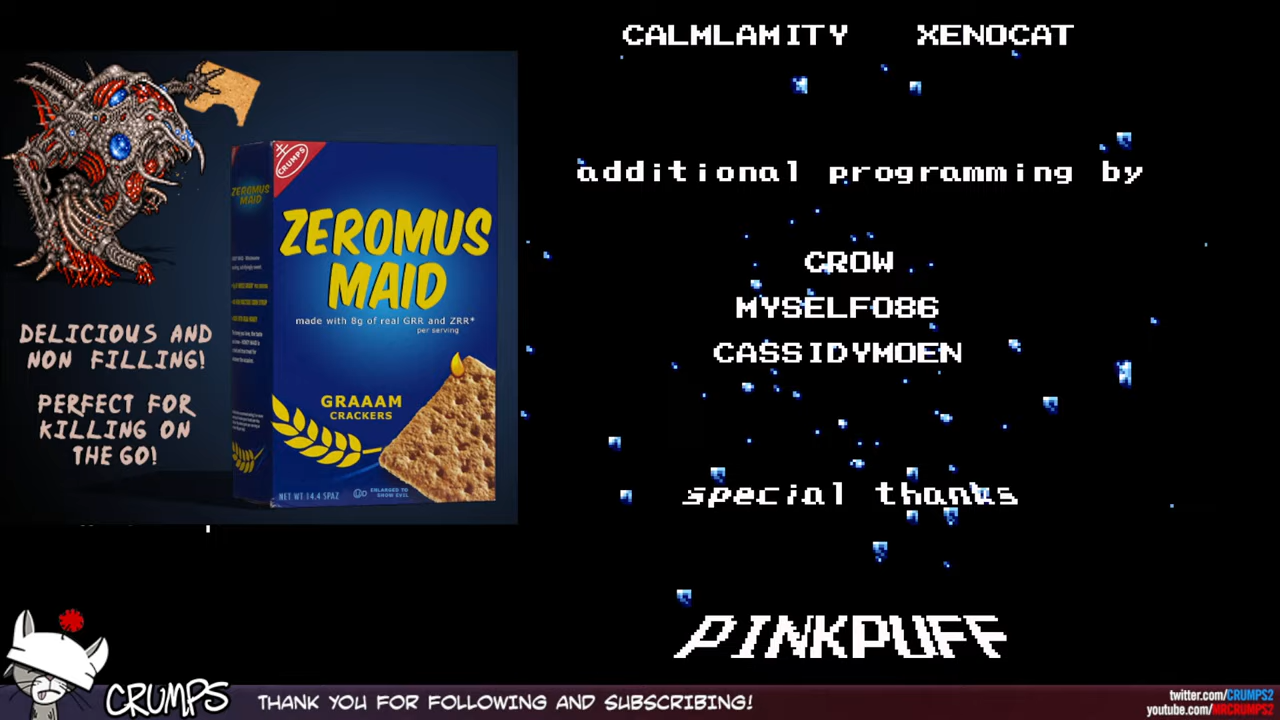 CALMLAMITY XENOCAT
additional programming by
CROW
MYSELF086
CASSIDYMOEN
special thanks
PINKPUFF
CRUMPS
ZEROMUS
MAID
ZEROMUS
MAID
made with 8g of real GRR and ZRR*
per serving
GRAAAM
CRACKERS
NET WT 14.4 SPAZ
ENLARGED TO
SHOW EVIL
DELICIOUS AND
NON FILLING!
PERFECT FOR
KILLING ON
THE GO!
CRUMPS
THANK YOU FOR FOLLOWING AND SUBSCRIBING!
twitter.com/CRUMPS2
youtube.com/MRCRUMPS2